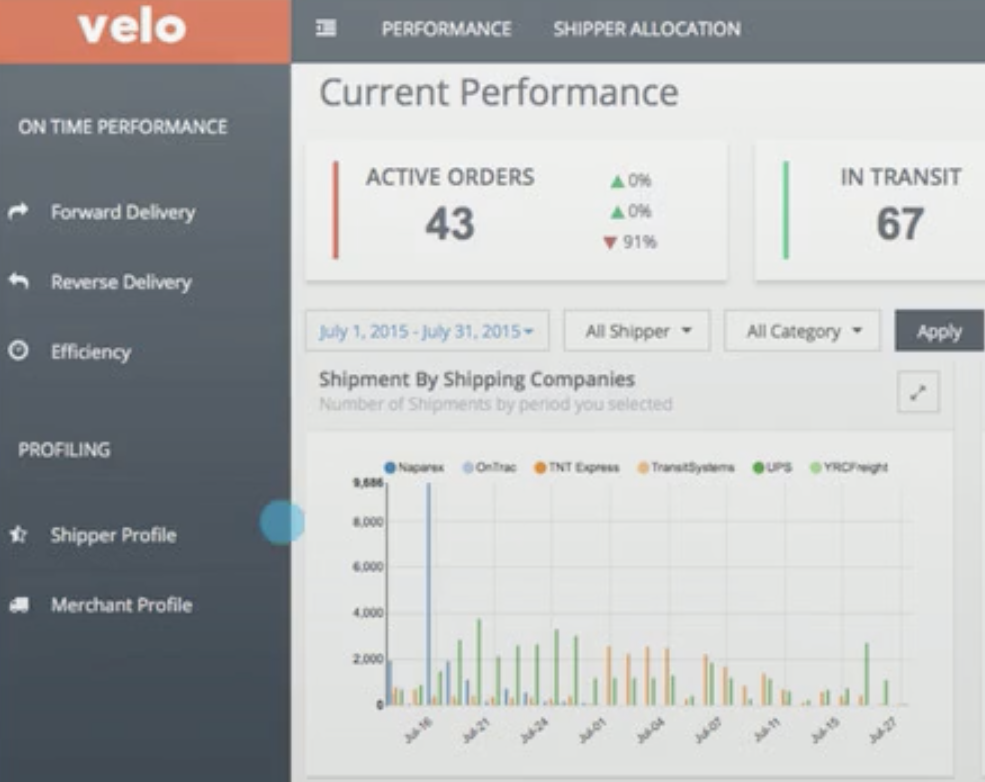 velo
PERFORMANCE SHIPPER ALLOCATION
Current Performance
ON TIME PERFORMANCE
Forward Delivery
Reverse Delivery
Efficiency
PROFILING
Shipper Profile
Merchant Profile
ACTIVE ORDERS
43
▲ 0%
▲ 0%
▼ 91%
IN TRANSIT
67
July 1, 2015 - July 31, 2015
All Shipper
All Category
Apply
Shipment By Shipping Companies
Number of Shipments by period you selected
Naparex OnTrac TNT Express TransitSystems UPS YRCFreight
9,686
8,000
6,000
4,000
2,000
0
Jul-16 Jul-21 Jul-24 Jul-01 Jul-04 Jul-07 Jul-11 Jul-15 Jul-27